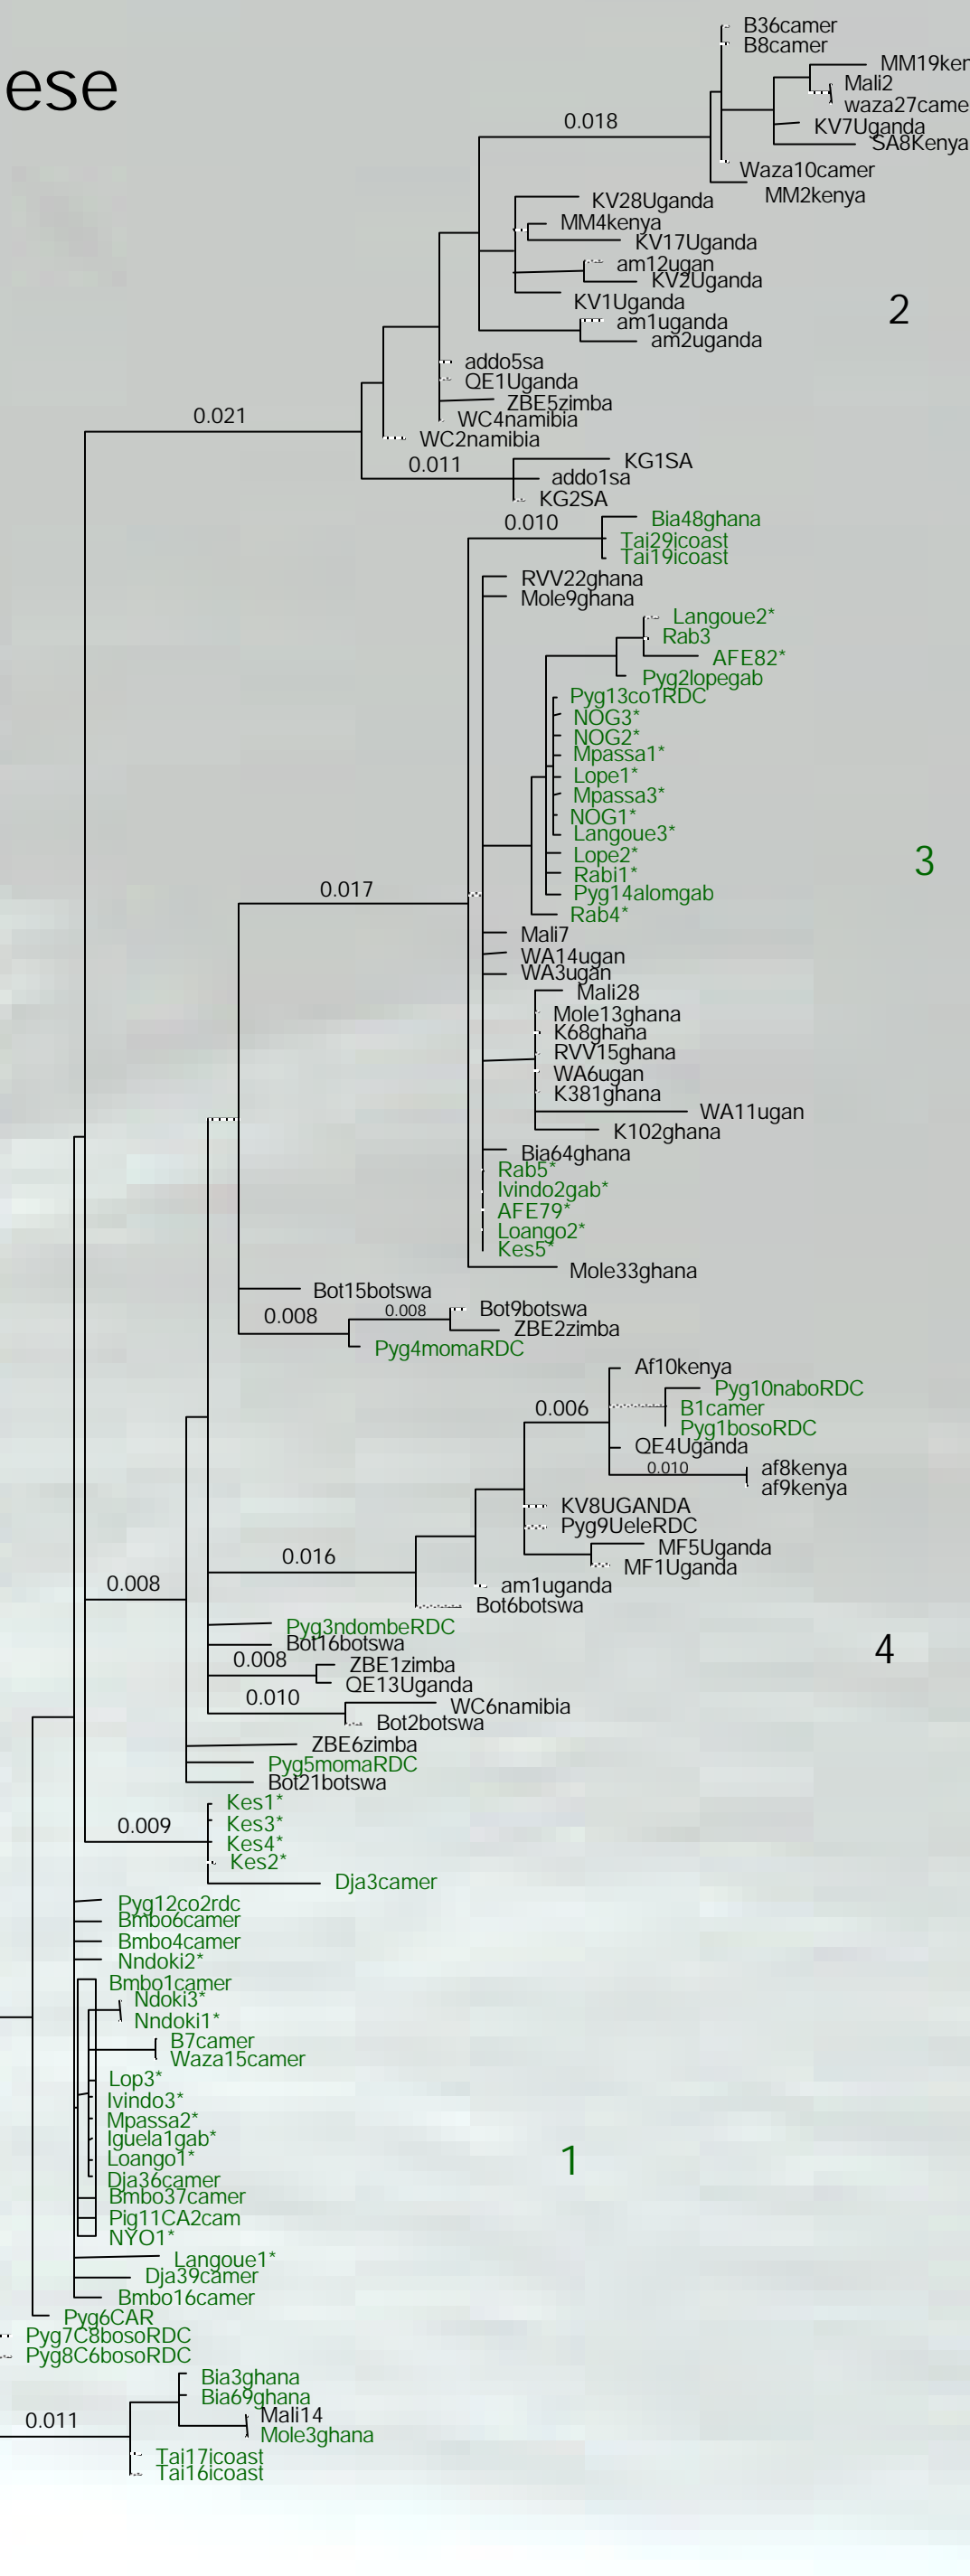 B36camer
B8camer
MM19ken
ese
Mali2
waza27came
0.018
KV7Uganda
SA8Kenya
Waza10camer
MM2kenya
KV28Uganda
MM4kenya
KV17Uganda
am12ugan
KV2Uganda
KV1Uganda
2
am1uganda
am2uganda
addo5sa
QE1Uganda
ZBE5zimba
0.021
WC4namibia
WC2namibia
KG1SA
0.011
addo1sa
KG2SA
Bia48ghana
0.010
Tai29icoast
Tai19icoast
RVV22ghana
Mole9ghana
Langoue2*
Rab3
AFE82*
Pyg2lopegab
Pyg13co1RDC
NOG3*
NOG2*
Mpassa1*
Lope1*
Mpassa3*
NOG1*
Langoue3*
Lope2*
3
Rabi1*
0.017
Pyg14alomgab
Rab4*
Mali7
WA14ugan
WA3ugan
Mali28
Mole13ghana
K68ghana
RVV15ghana
WA6ugan
K381ghana
WA11ugan
K102ghana
Bia64ghana
Rab5*
Ivindo2gab*
AFE79*
Loango2*
Kes5*
Mole33ghana
Bot15botswa
0.008
0.008
Bot9botswa
ZBE2zimba
Pyg4momaRDC
Af10kenya
Pyg10naboRDC
0.006
B1camer
Pyg1bosoRDC
QE4Uganda
0.010
af8kenya
af9kenya
KV8UGANDA
Pyg9UeleRDC
MF5Uganda
0.016
MF1Uganda
0.008
am1uganda
Bot6botswa
Pyg3ndombeRDC
Bot16botswa
4
0.008
ZBE1zimba
QE13Uganda
0.010
WC6namibia
Bot2botswa
ZBE6zimba
Pyg5momaRDC
Bot21botswa
Kes1*
0.009
Kes3*
Kes4*
Kes2*
Dja3camer
Pyg12co2rdc
Bmbo6camer
Bmbo4camer
Nndoki2*
Bmbo1camer
Ndoki3*
Nndoki1*
B7camer
Waza15camer
Lop3*
Ivindo3*
Mpassa2*
Iguela1gab*
Loango1*
1
Dja36camer
Bmbo37camer
Pig11CA2cam
NYO1*
Langoue1*
Dja39camer
Bmbo16camer
Pyg6CAR
Pyg7C8bosoRDC
Pyg8C6bosoRDC
Bia3ghana
Bia69ghana
0.011
Mali14
Mole3ghana
Tai17icoast
Tai16icoast